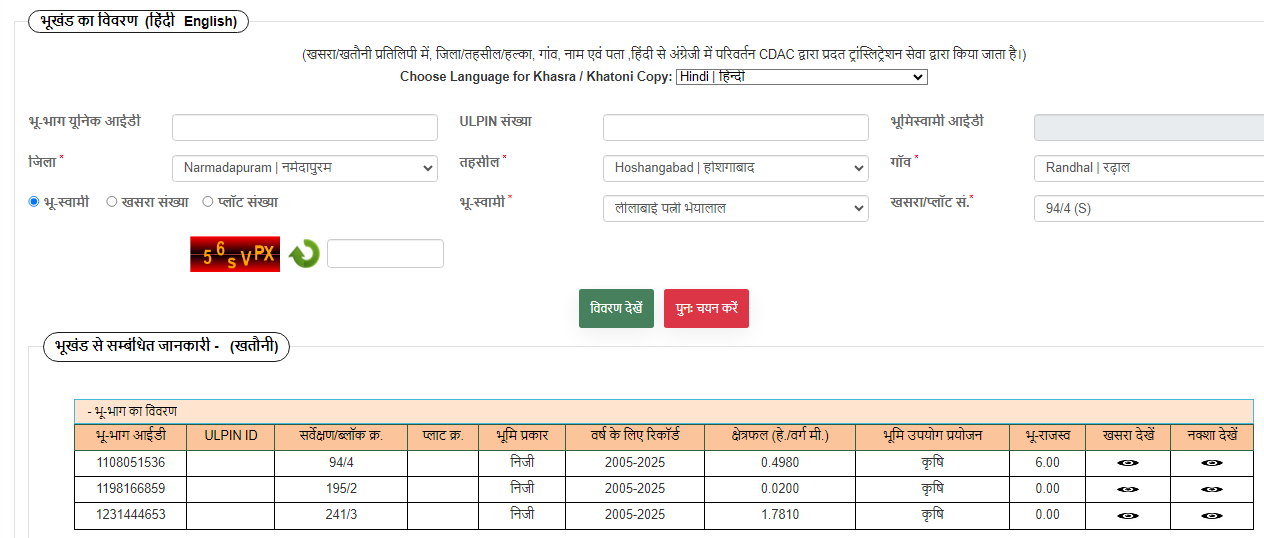 भूखंड का विवरण (हिंदी English)
(खसरा/खतौनी प्रतिलिपी में, जिला/तहसील/हल्का, गांव, नाम एवं पता ,हिंदी से अंग्रेजी में परिवर्तन CDAC द्वारा प्रदत ट्रांस्लिट्रेशन सेवा द्वारा किया जाता है।)
Choose Language for Khasra / Khatoni Copy: Hindi | हिन्दी
भू-भाग यूनिक आईडी ULPIN संख्या भूमिस्वामी आईडी
जिला * Narmadapuram | नर्मदापुरम तहसील * Hoshangabad | होशंगाबाद गाँव * Randhal | रढ़ाल
भू-स्वामी खसरा संख्या प्लॉट संख्या भू-स्वामी * लीलाबाई पत्नी भैयालाल खसरा/प्लॉट सं.* 94/4 (S)
5 6 s V P X
विवरण देखें पुनः चयन करें
भूखंड से सम्बंधित जानकारी - (खतौनी)
- भू-भाग का विवरण
भू-भाग आईडी ULPIN ID सर्वेक्षण/ब्लॉक क्र. प्लाट क्र. भूमि प्रकार वर्ष के लिए रिकॉर्ड क्षेत्रफल (हे./वर्ग मी.) भूमि उपयोग प्रयोजन भू-राजस्व खसरा देखें नक्शा देखें
1108051536 94/4 निजी 2005-2025 0.4980 कृषि 6.00
1198166859 195/2 निजी 2005-2025 0.0200 कृषि 0.00
1231444653 241/3 निजी 2005-2025 1.7810 कृषि 0.00